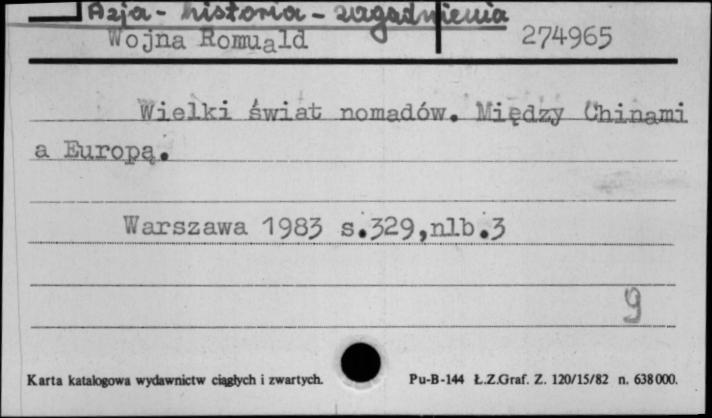 Azja - historia - zagadnienia
Wojna Romuald 274965
Wielki świat nomadów. Między Chinami
a Europą.
Warszawa 1983 s.329,nlb.3
9
Karta katalogowa wydawnictw ciągłych i zwartych. Pu-B-144 Ł.Z.Graf. Z. 120/15/82 n. 638000.